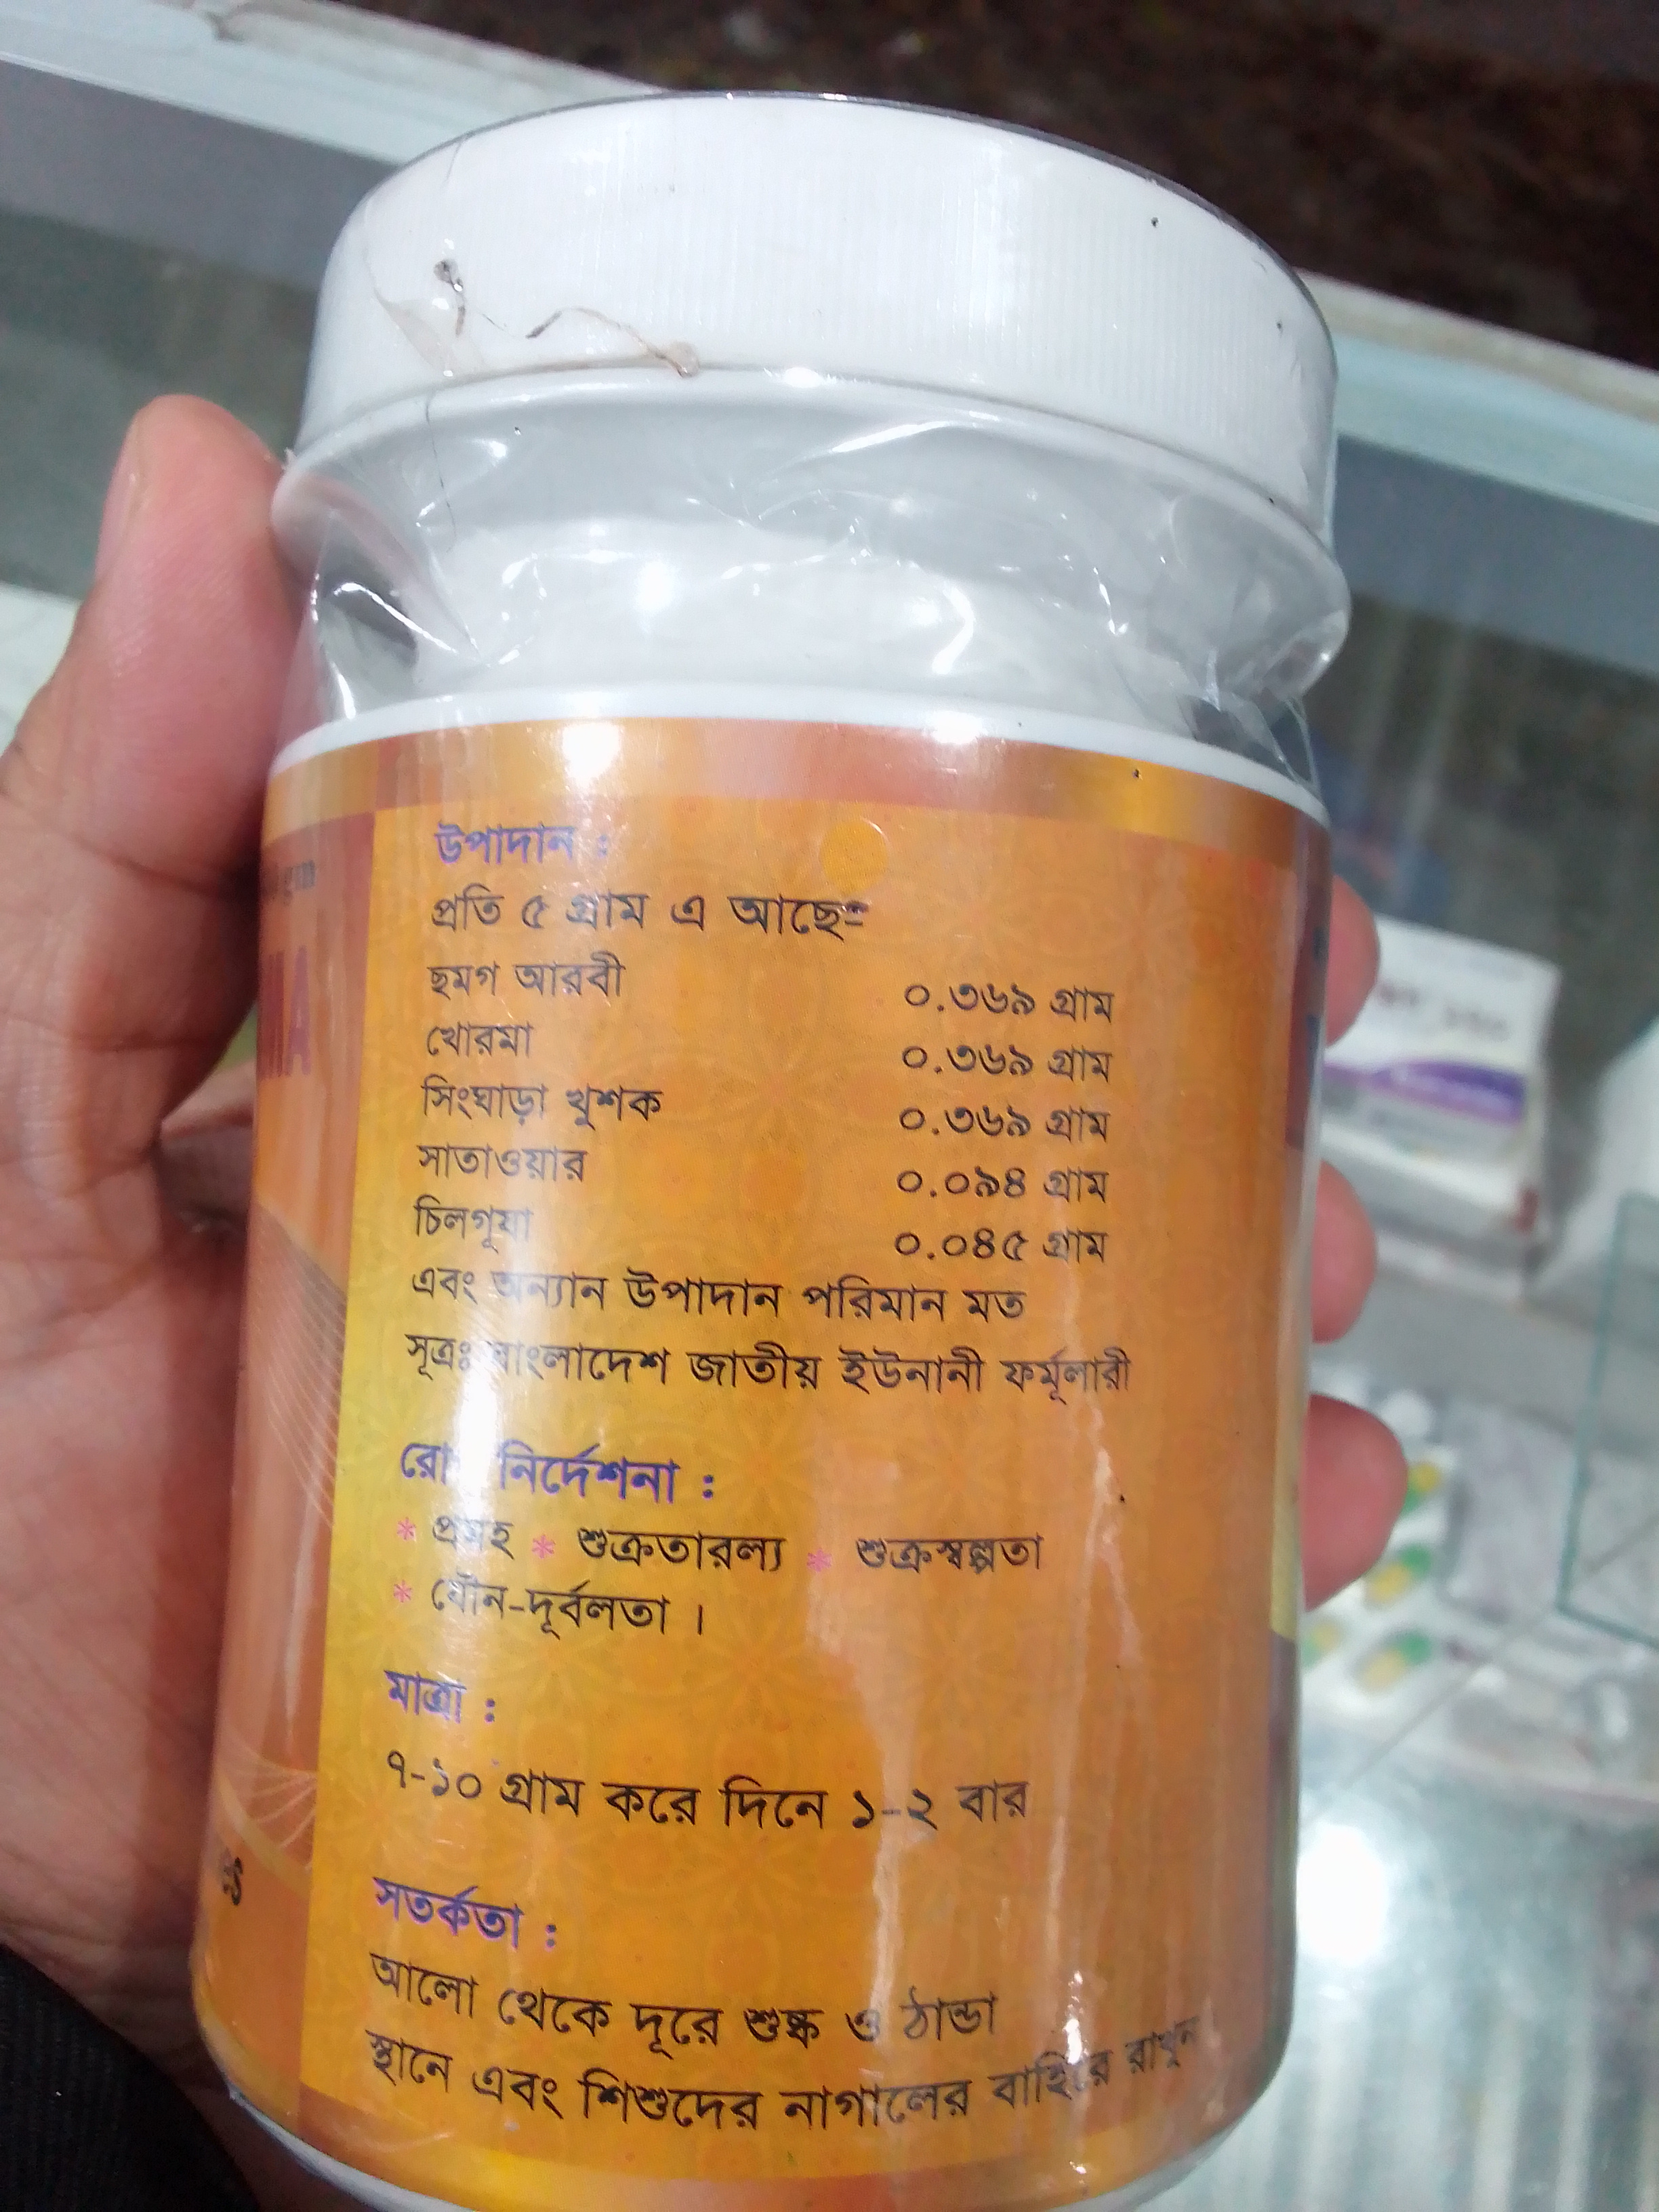 উপাদান :
প্রতি ৫ গ্রাম এ আছে=
ছমগ আরবী ০.৩৬৯ গ্রাম
খোরমা ০.৩৬৯ গ্রাম
সিংঘাড়া খুশক ০.৩৬৯ গ্রাম
সাতাওয়ার ০.০৯৪ গ্রাম
চিলগূযা ০.০৪৫ গ্রাম
এবং অন্যান উপাদান পরিমান মত
সূত্রঃ বাংলাদেশ জাতীয় ইউনানী ফর্মূলারী
রোগ নির্দেশনা :
* প্রমহ * শুক্রতারল্য * শুক্রস্বল্পতা
* যৌন-দূর্বলতা ।
মাত্রা :
৭-১০ গ্রাম করে দিনে ১-২ বার
সতর্কতা :
আলো থেকে দূরে শুষ্ক ও ঠান্ডা
স্থানে এবং শিশুদের নাগালের বাহিরে রাখুন